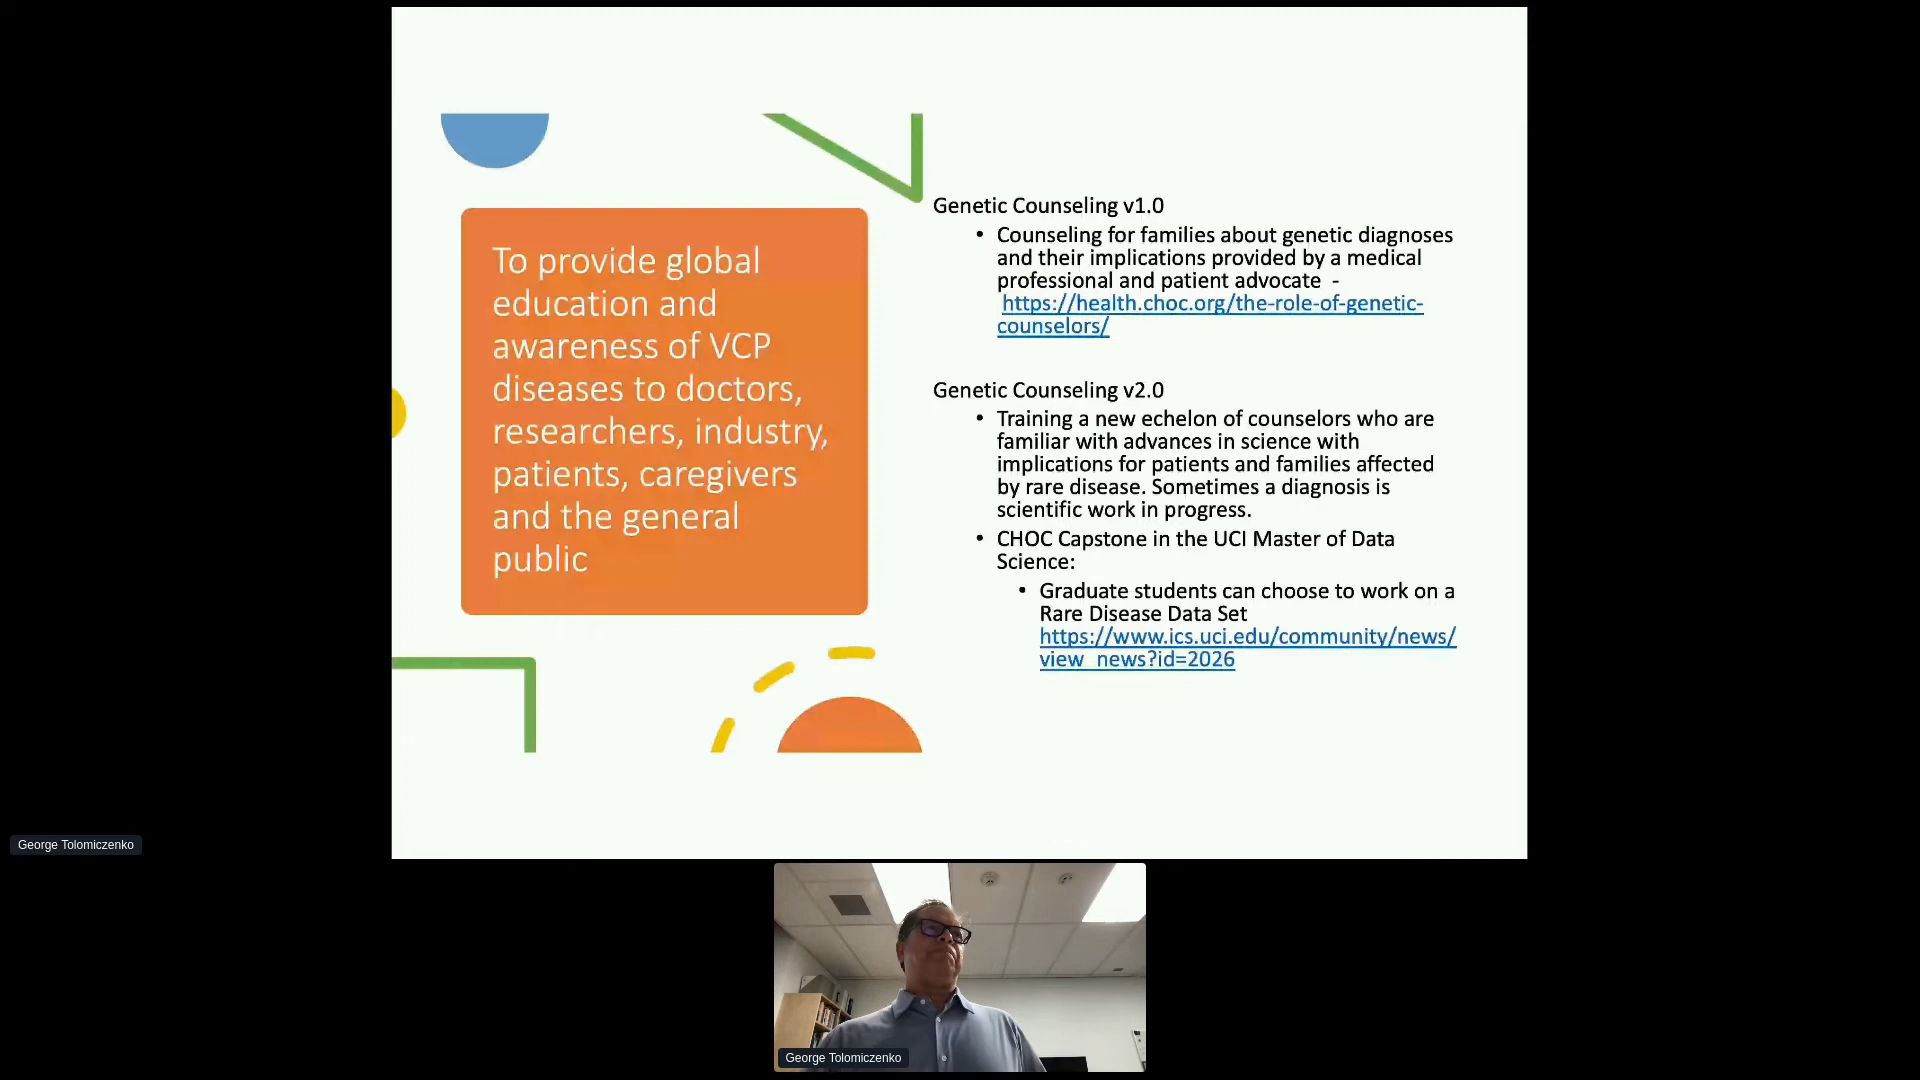 To provide global
education and
awareness of VCP
diseases to doctors,
researchers, industry,
patients, caregivers
and the general
public
Genetic Counseling v1.0
• Counseling for families about genetic diagnoses
and their implications provided by a medical
professional and patient advocate -
https://health.choc.org/the-role-of-genetic-
counselors/
Genetic Counseling v2.0
• Training a new echelon of counselors who are
familiar with advances in science with
implications for patients and families affected
by rare disease. Sometimes a diagnosis is
scientific work in progress.
• CHOC Capstone in the UCI Master of Data
Science:
• Graduate students can choose to work on a
Rare Disease Data Set
https://www.ics.uci.edu/community/news/
view_news?id=2026
George Tolomiczenko
George Tolomiczenko